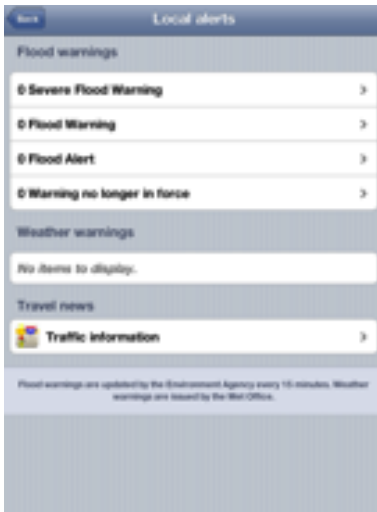 Back
Local alerts
Flood warnings
0 Severe Flood Warning
0 Flood Warning
0 Flood Alert
0 Warning no longer in force
Weather warnings
No items to display.
Travel news
Traffic information
Flood warnings are updated by the Environment Agency every 15 minutes. Weather
warnings are issued by the Met Office.